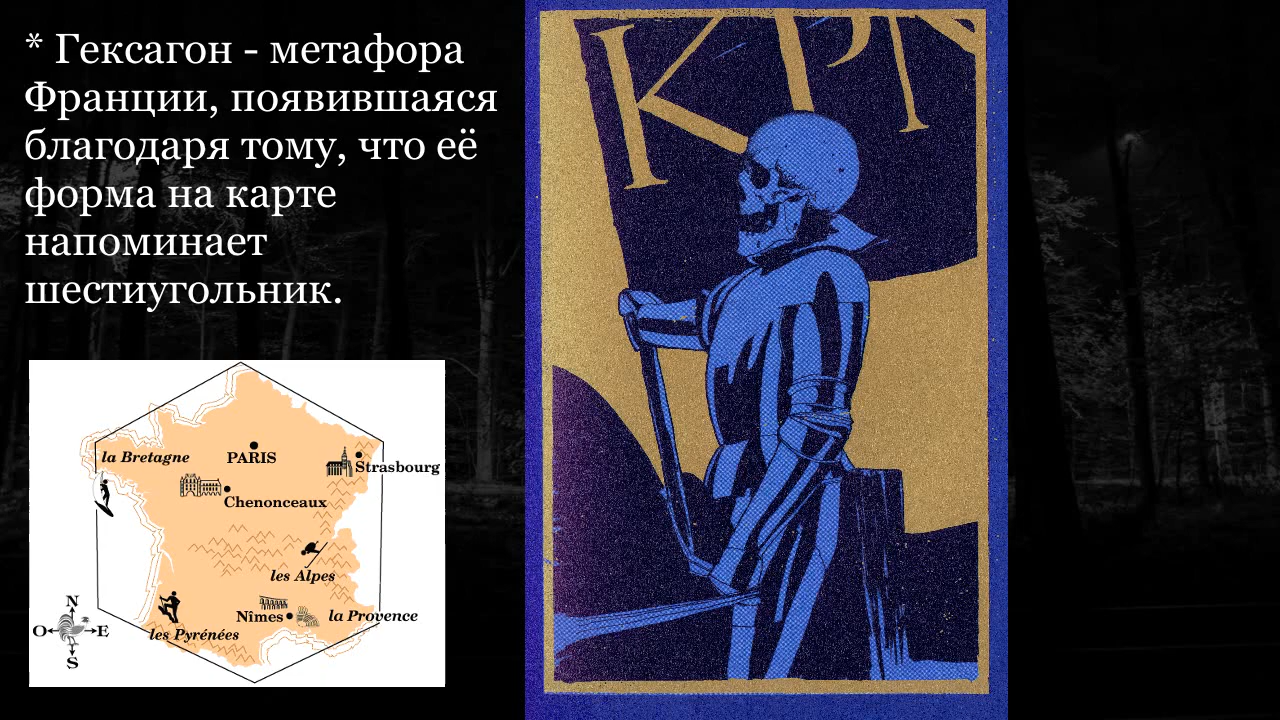 * Гексагон - метафора
Франции, появившаяся
благодаря тому, что её
форма на карте
напоминает
шестиугольник.
la Bretagne
PARIS
Strasbourg
Chenonceaux
les Alpes
Nîmes
la Provence
les Pyrénées
N
O
E
S